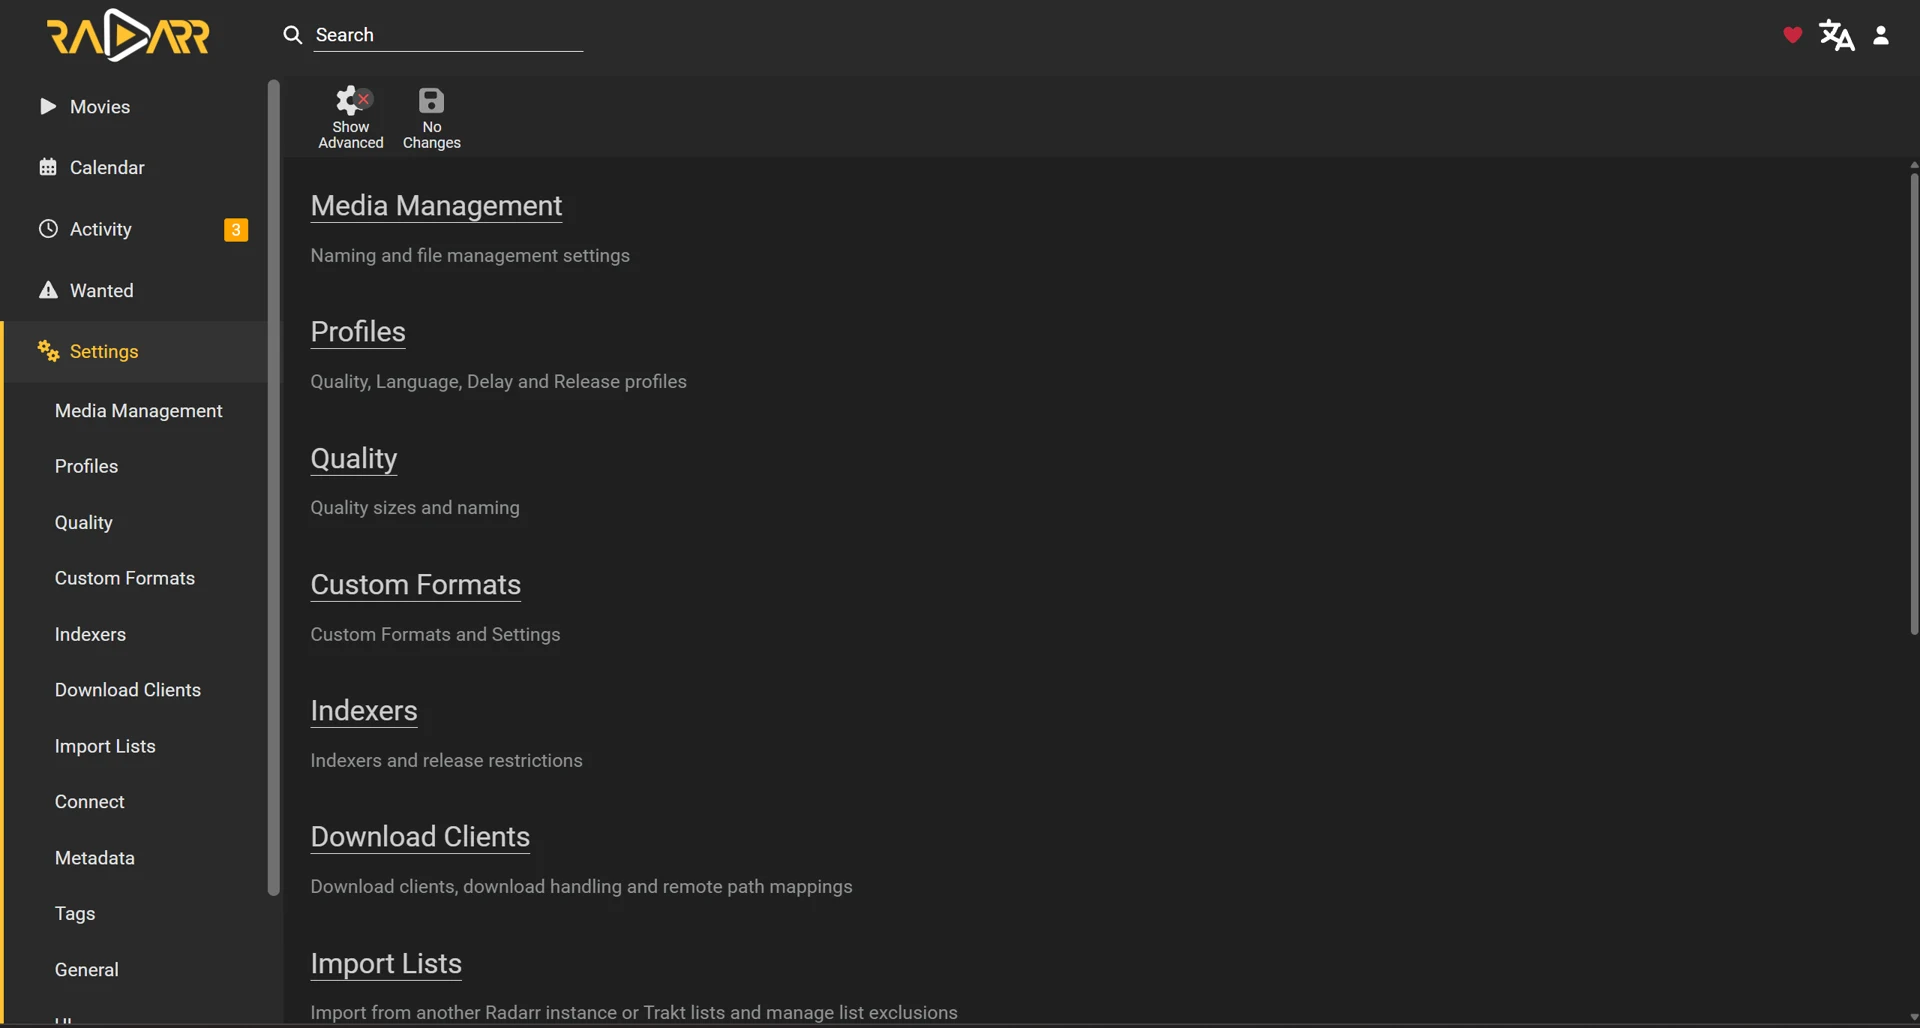 RADARR
Search
Movies
Calendar
Activity
3
Wanted
Settings
Media Management
Profiles
Quality
Custom Formats
Indexers
Download Clients
Import Lists
Connect
Metadata
Tags
General
Show
Advanced
No
Changes
Media Management
Naming and file management settings
Profiles
Quality, Language, Delay and Release profiles
Quality
Quality sizes and naming
Custom Formats
Custom Formats and Settings
Indexers
Indexers and release restrictions
Download Clients
Download clients, download handling and remote path mappings
Import Lists
Import from another Radarr instance or Trakt lists and manage list exclusions